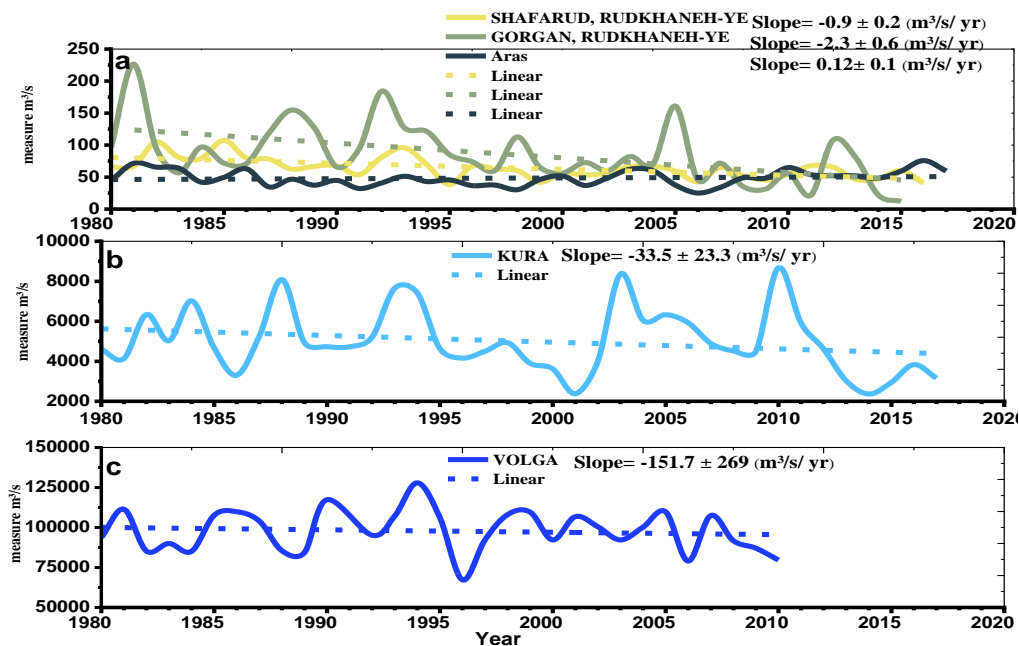 SHAFARUD, RUDKHANEH-YE Slope= -0.9 ± 0.2 (m³/s/ yr)
GORGAN, RUDKHANEH-YE Slope= -2.3 ± 0.6 (m³/s/ yr)
Aras Slope= 0.12± 0.1 (m³/s/ yr)
Linear
Linear
Linear
a
measure m³/s
250
200
150
100
50
0
1980 1985 1990 1995 2000 2005 2010 2015 2020
b
KURA Slope= -33.5 ± 23.3 (m³/s/ yr)
Linear
measure m³/s
10000
8000
6000
4000
2000
1980 1985 1990 1995 2000 2005 2010 2015 2020
c
VOLGA Slope= -151.7 ± 269 (m³/s/ yr)
Linear
measure m³/s
150000
125000
100000
75000
50000
1980 1985 1990 1995 2000 2005 2010 2015 2020
Year